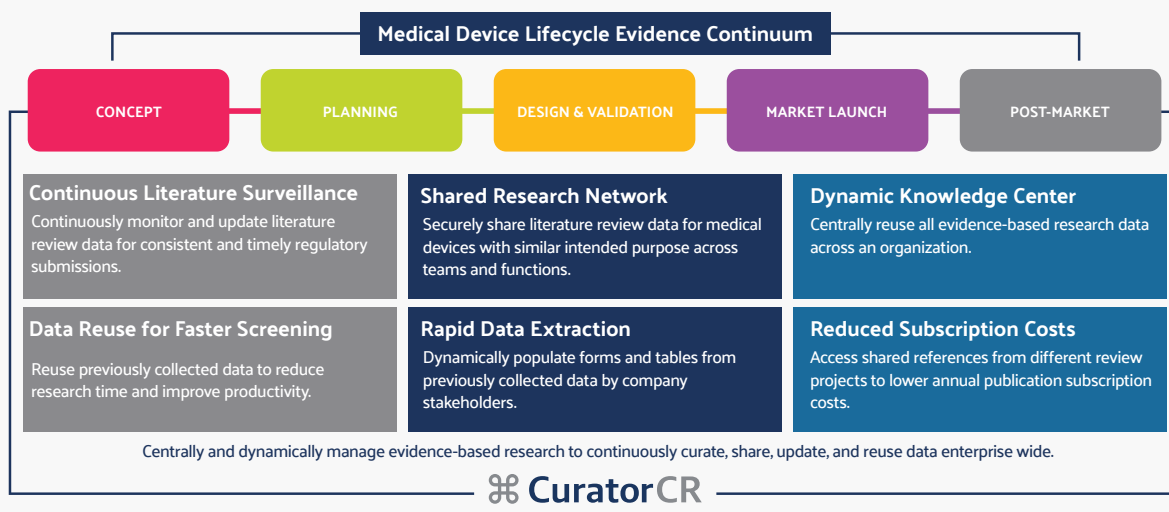 Medical Device Lifecycle Evidence Continuum
CONCEPT
PLANNING
DESIGN & VALIDATION
MARKET LAUNCH
POST-MARKET
Continuous Literature Surveillance
Continuously monitor and update literature
review data for consistent and timely regulatory
submissions.
Shared Research Network
Securely share literature review data for medical
devices with similar intended purpose across
teams and functions.
Dynamic Knowledge Center
Centrally reuse all evidence-based research data
across an organization.
Data Reuse for Faster Screening
Reuse previously collected data to reduce
research time and improve productivity.
Rapid Data Extraction
Dynamically populate forms and tables from
previously collected data by company
stakeholders.
Reduced Subscription Costs
Access shared references from different review
projects to lower annual publication subscription
costs.
Centrally and dynamically manage evidence-based research to continuously curate, share, update, and reuse data enterprise wide.
CuratorCR